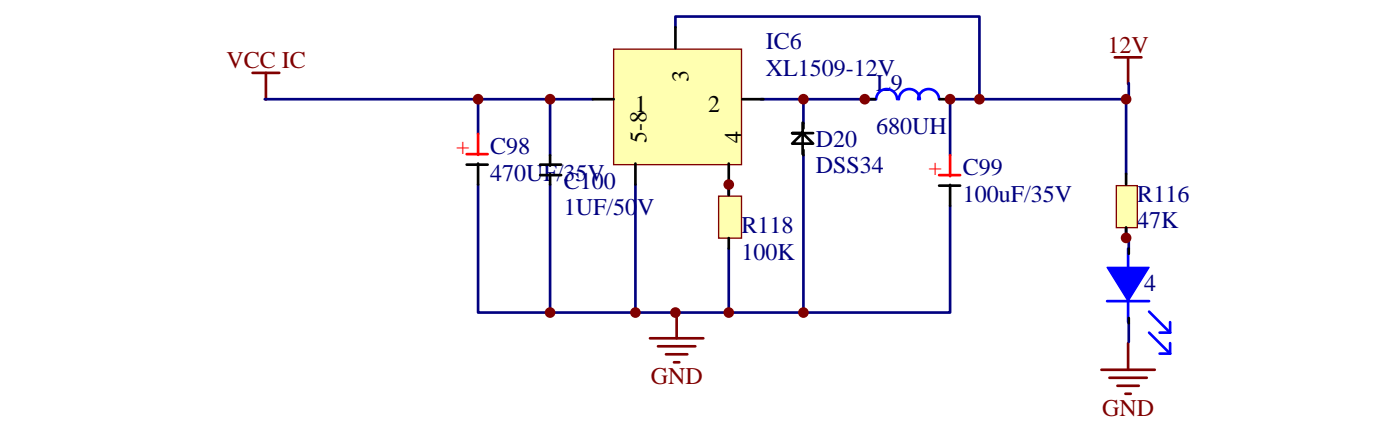 VCC IC
IC6
XL1509-12V
12V
L9
680UH
3
1
2
5-8
4
C98
470UF/35V
C100
1UF/50V
D20
DSS34
C99
100uF/35V
R118
100K
R116
47K
4
GND
GND